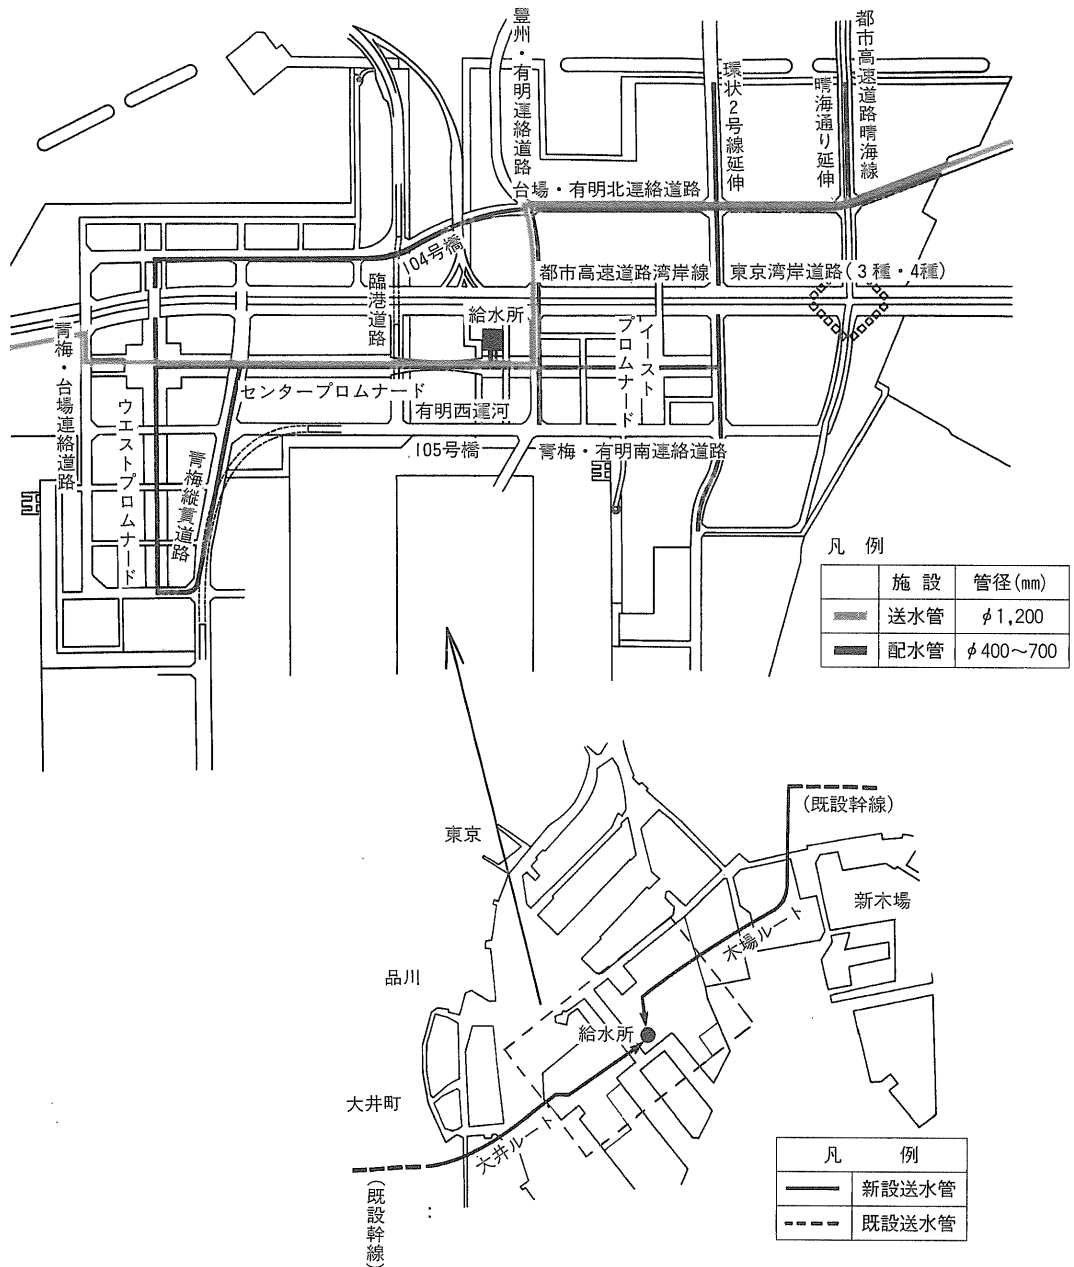 豊州・有明連絡道路
環状2号線延伸
晴海通り延伸
都市高速道路晴海線
台場・有明北連絡道路
104号橋
臨港道路
都市高速道路湾岸線
東京湾岸道路(3種・4種)
給水所
青梅・台場連絡道路
イースト
プロムナード
センタープロムナード
有明西運河
ウエストプロムナード
青梅縦貫道路
105号橋
青梅・有明南連絡道路
凡 例
施 設 管径(mm)
送水管 φ1,200
配水管 φ400〜700
東京
(既設幹線)
新木場
木場ルート
品川
給水所
大井町
大井ルート
(既設幹線)
凡 例
新設送水管
既設送水管